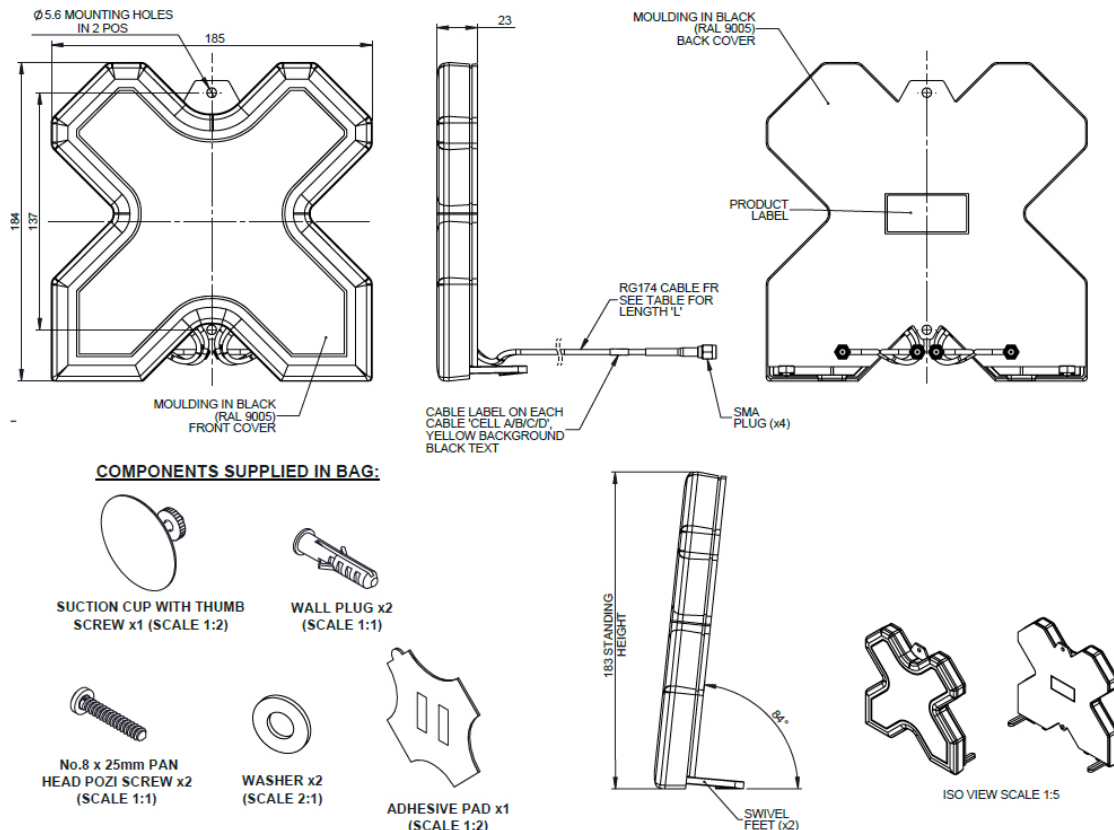 Ø5.6 MOUNTING HOLES
IN 2 POS
185
184
137
MOULDING IN BLACK
(RAL 9005)
FRONT COVER
23
RG174 CABLE FR
SEE TABLE FOR
LENGTH 'L'
CABLE LABEL ON EACH
CABLE 'CELL A/B/C/D',
YELLOW BACKGROUND
BLACK TEXT
SMA
PLUG (x4)
MOULDING IN BLACK
(RAL 9005)
BACK COVER
PRODUCT
LABEL
COMPONENTS SUPPLIED IN BAG:
SUCTION CUP WITH THUMB
SCREW x1 (SCALE 1:2)
WALL PLUG x2
(SCALE 1:1)
No.8 x 25mm PAN
HEAD POZI SCREW x2
(SCALE 1:1)
WASHER x2
(SCALE 2:1)
ADHESIVE PAD x1
(SCALE 1:2)
183 STANDING
HEIGHT
84°
SWIVEL
FEET (x2)
ISO VIEW SCALE 1:5